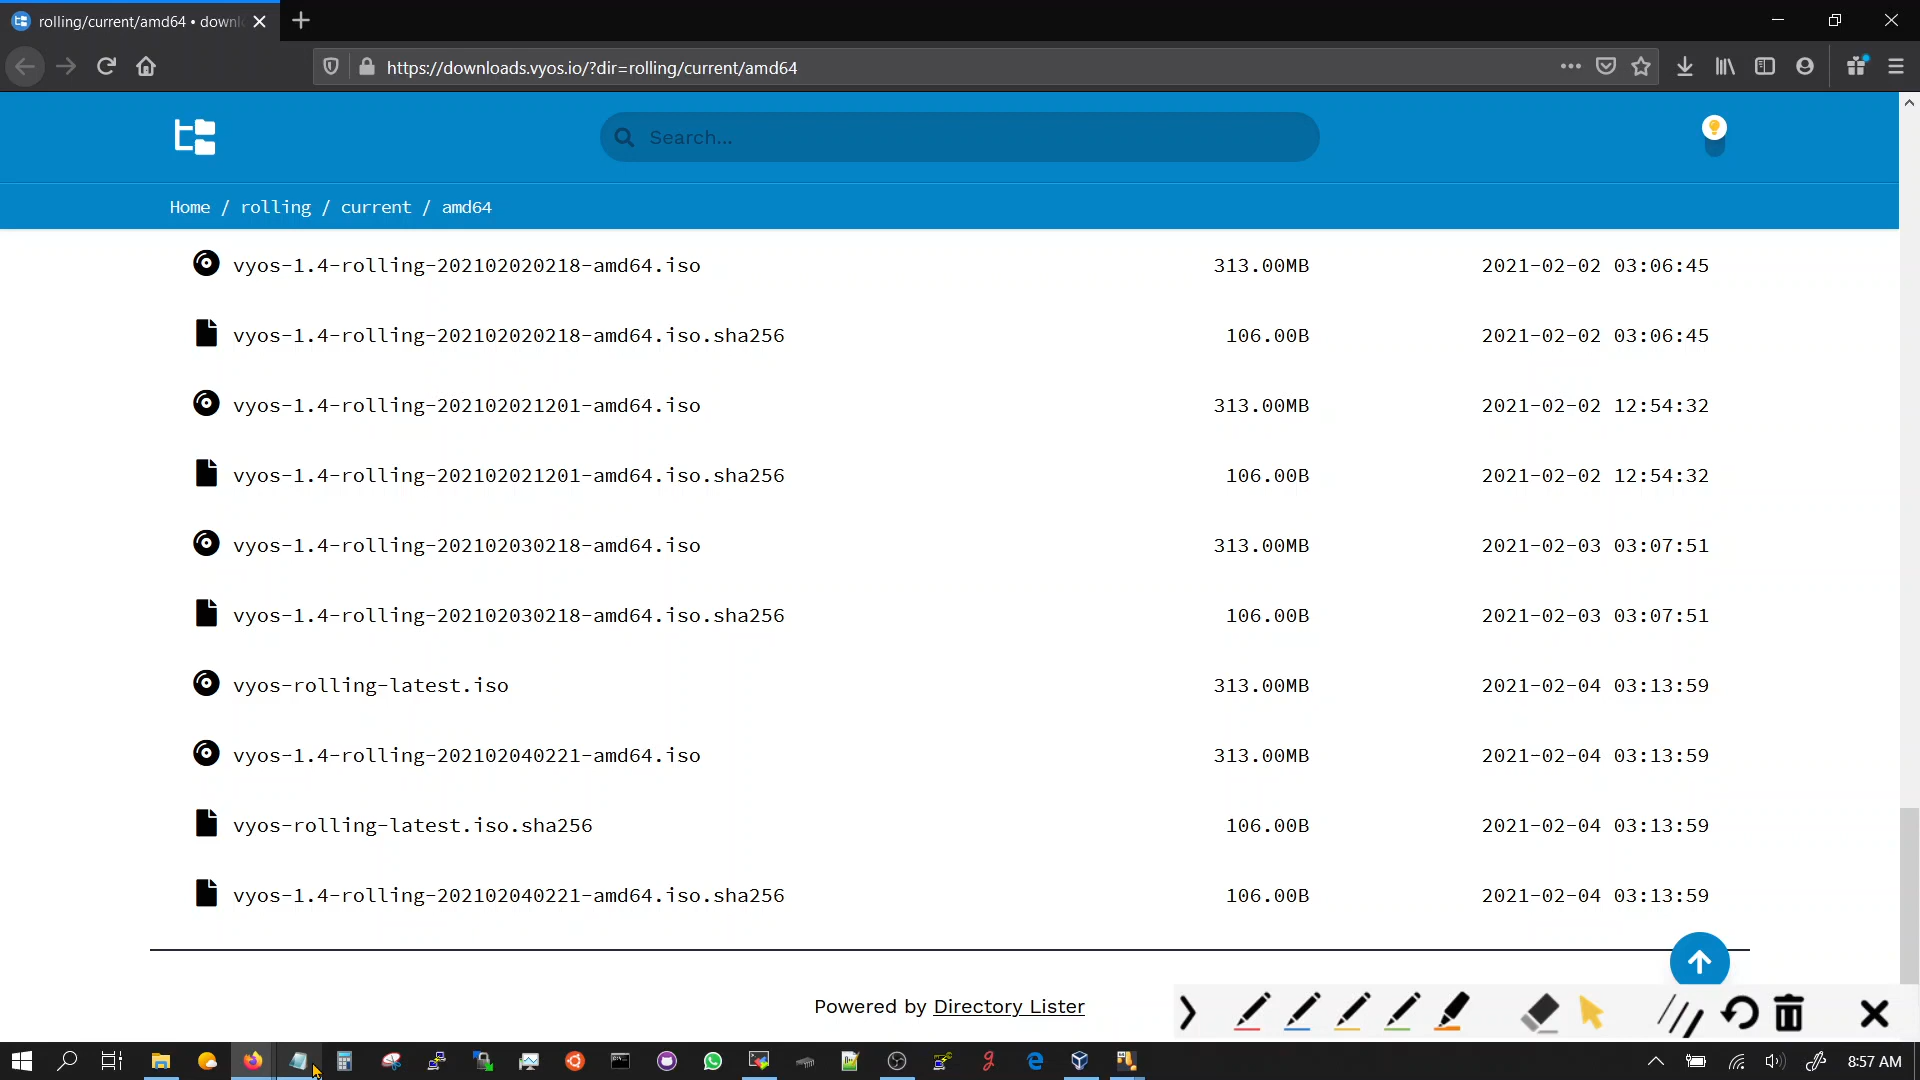 rolling/current/amd64 • downl
https://downloads.vyos.io/?dir=rolling/current/amd64
Search...
Home / rolling / current / amd64
vyos-1.4-rolling-202102020218-amd64.iso 313.00MB 2021-02-02 03:06:45
vyos-1.4-rolling-202102020218-amd64.iso.sha256 106.00B 2021-02-02 03:06:45
vyos-1.4-rolling-202102021201-amd64.iso 313.00MB 2021-02-02 12:54:32
vyos-1.4-rolling-202102021201-amd64.iso.sha256 106.00B 2021-02-02 12:54:32
vyos-1.4-rolling-202102030218-amd64.iso 313.00MB 2021-02-03 03:07:51
vyos-1.4-rolling-202102030218-amd64.iso.sha256 106.00B 2021-02-03 03:07:51
vyos-rolling-latest.iso 313.00MB 2021-02-04 03:13:59
vyos-1.4-rolling-202102040221-amd64.iso 313.00MB 2021-02-04 03:13:59
vyos-rolling-latest.iso.sha256 106.00B 2021-02-04 03:13:59
vyos-1.4-rolling-202102040221-amd64.iso.sha256 106.00B 2021-02-04 03:13:59
Powered by Directory Lister
8:57 AM